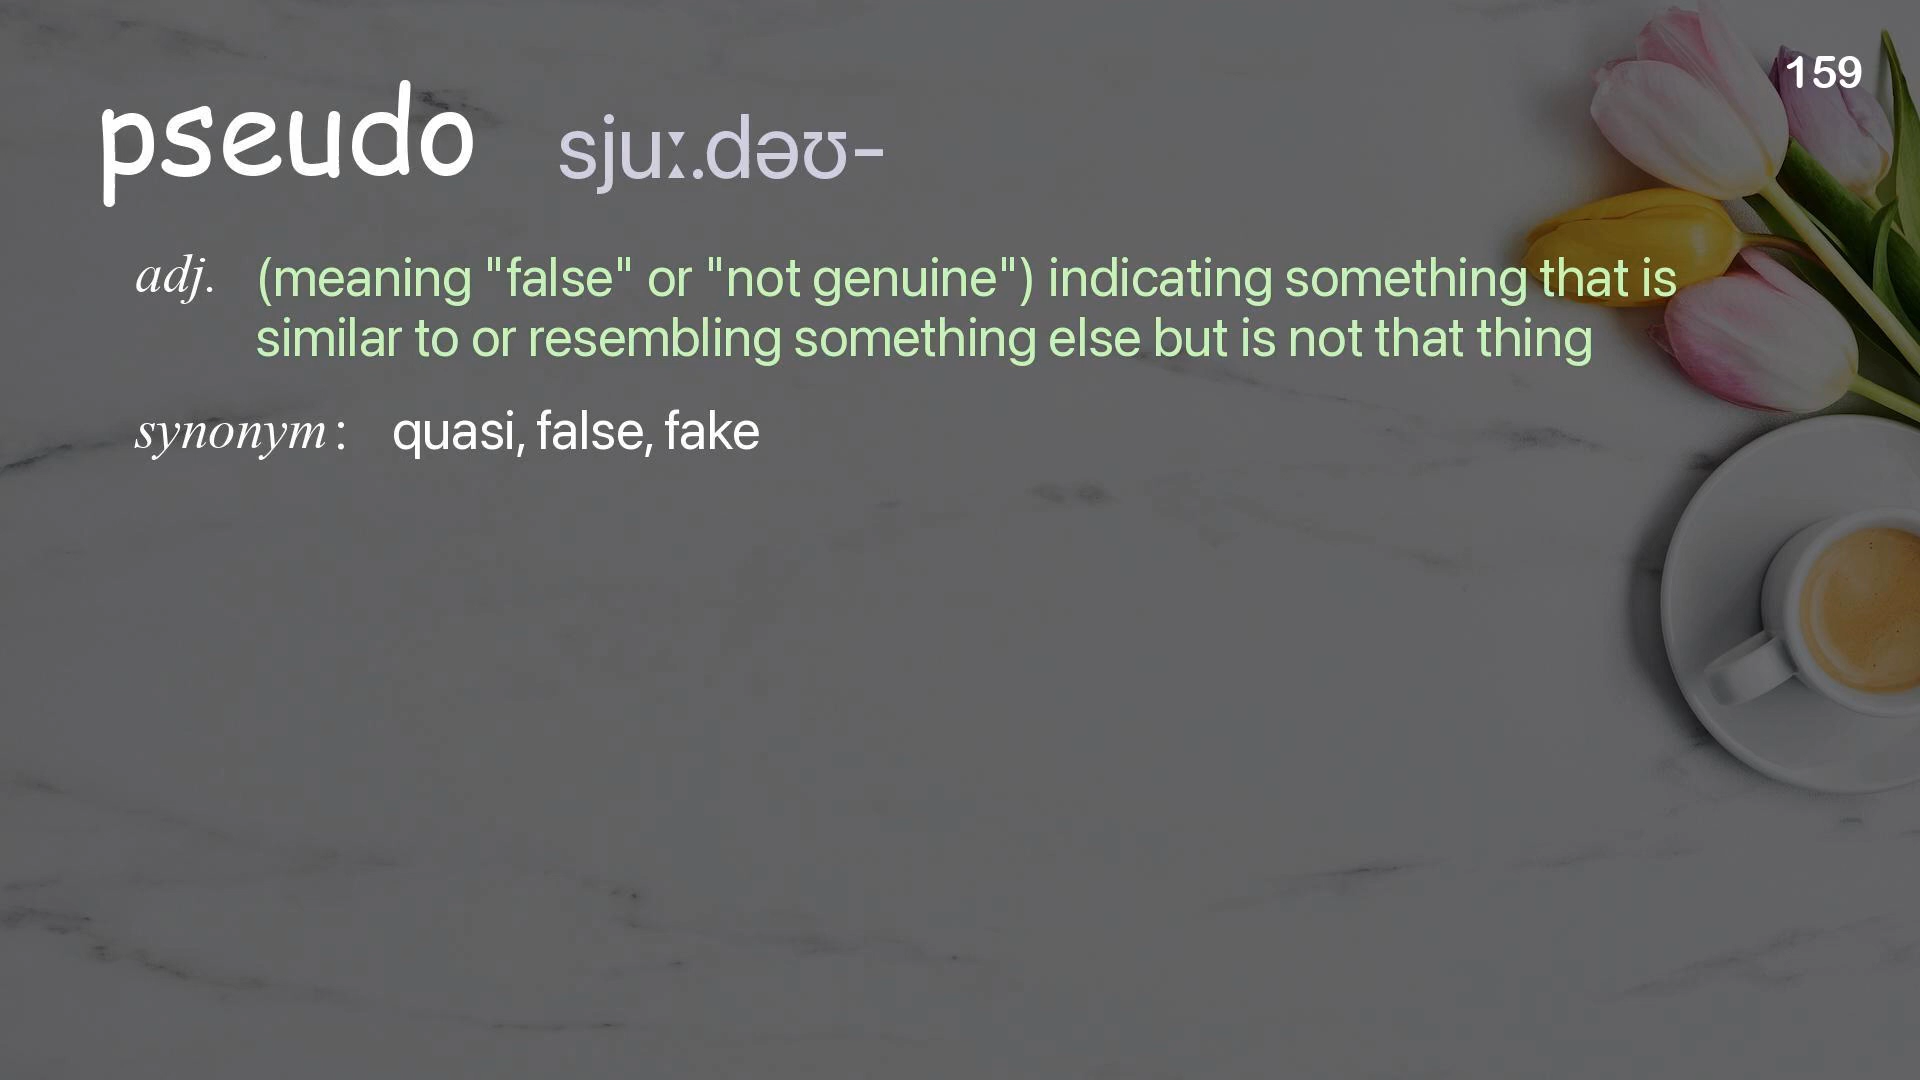 159
pseudo sjuː.dəʊ-
adj. (meaning "false" or "not genuine") indicating something that is
similar to or resembling something else but is not that thing
synonym: quasi, false, fake